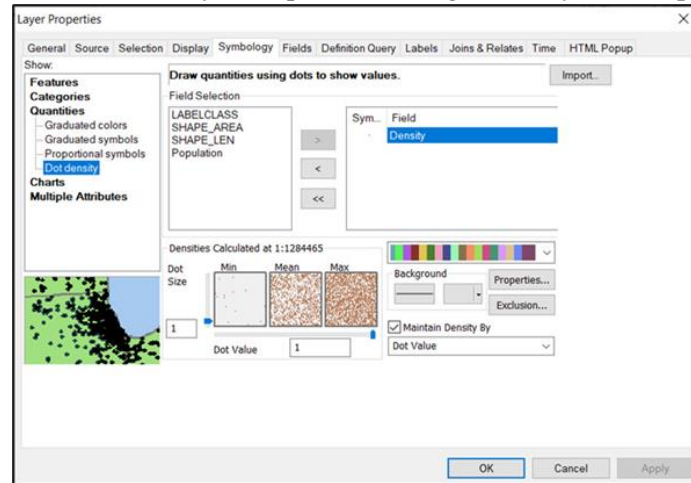 Layer Properties
General Source Selection Display Symbology Fields Definition Query Labels Joins & Relates Time HTML Popup
Show:
Features
Categories
Quantities
Graduated colors
Graduated symbols
Proportional symbols
Dot density
Charts
Multiple Attributes
Draw quantities using dots to show values.
Import...
Field Selection
LABELCLASS
SHAPE_AREA
SHAPE_LEN
Population
>
<
<<
Sym... Field
Density
Densities Calculated at 1:1284465
Dot Size
Min Mean Max
1
Dot Value 1
Background
Properties...
Exclusion...
Maintain Density By
Dot Value
OK Cancel Apply